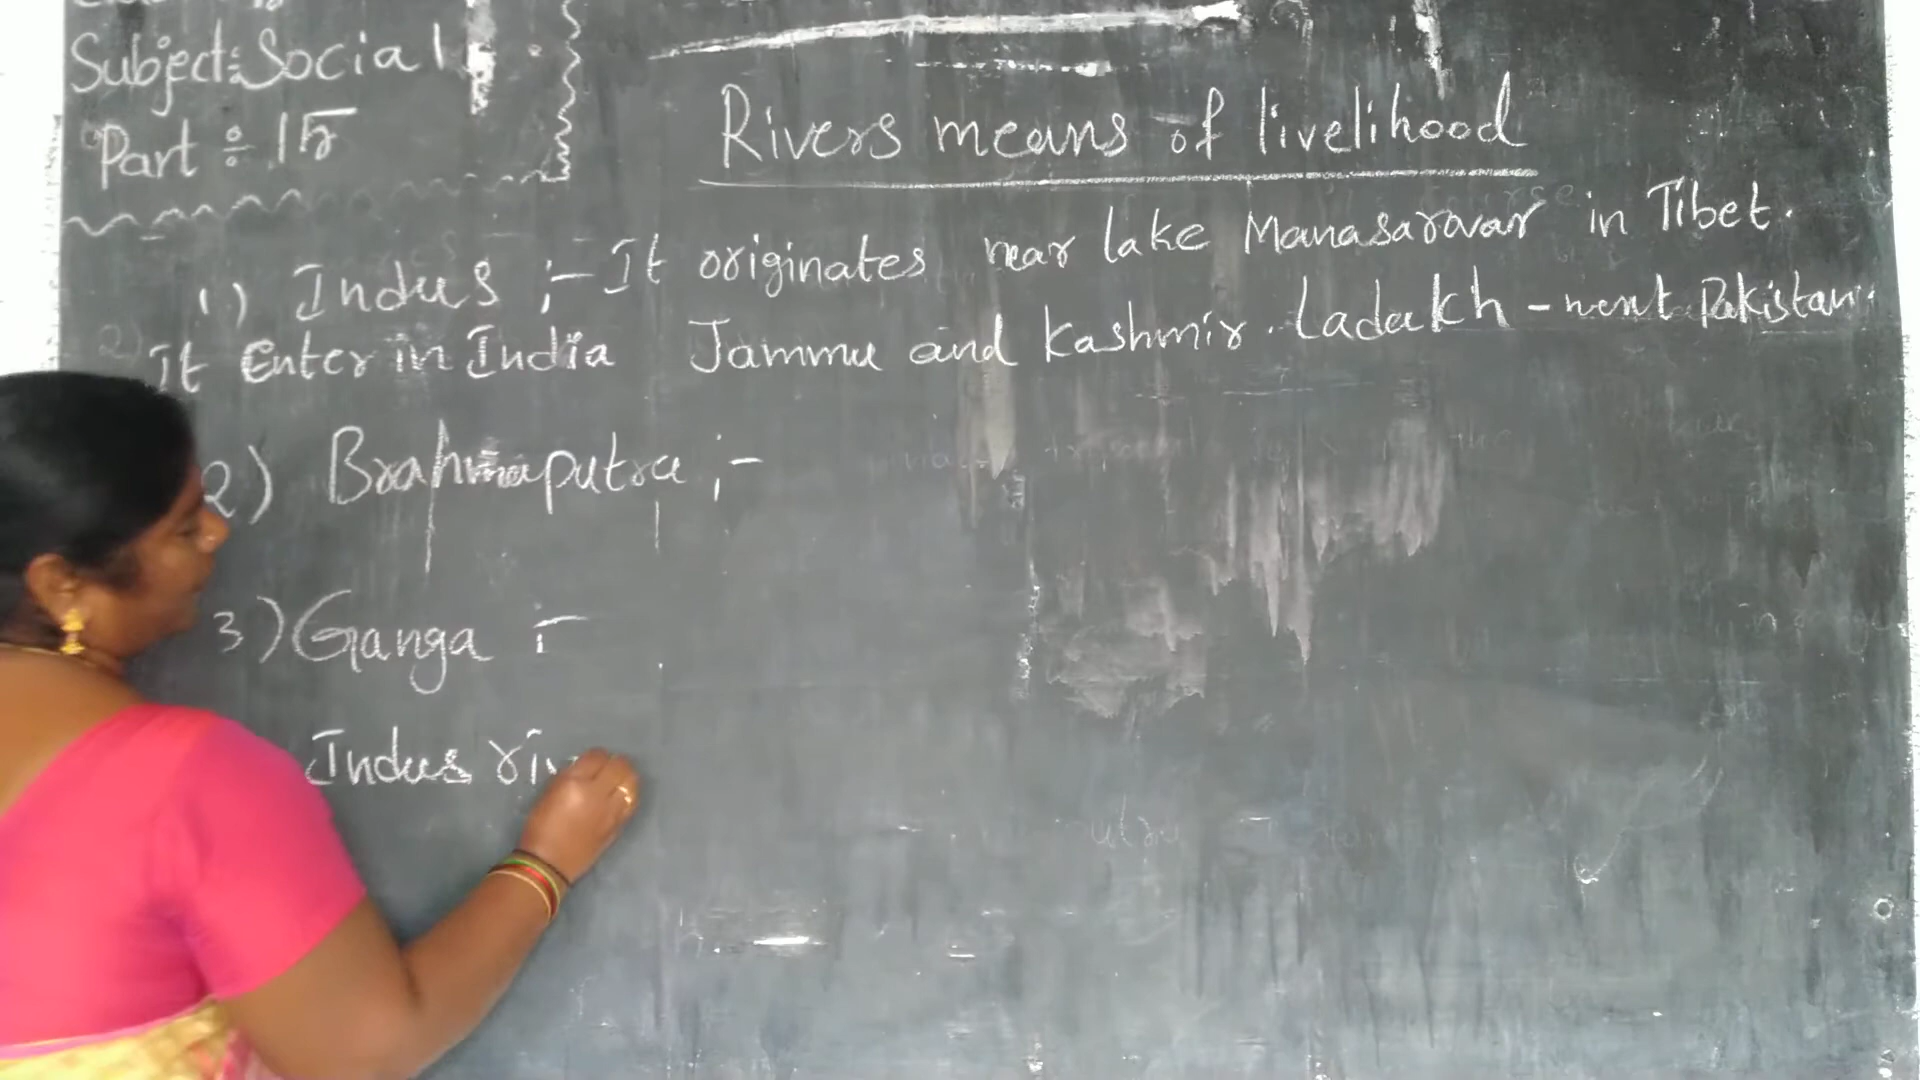 Subject: Social
Part ÷ 15
Rivers means of livelihood
1) Indus ;- It originates near lake Manasarovar in Tibet.
It Enter in India Jammu and Kashmir. Ladakh - went Pakistan.
2) Brahmaputra ;-
3) Ganga :-
Indus riv